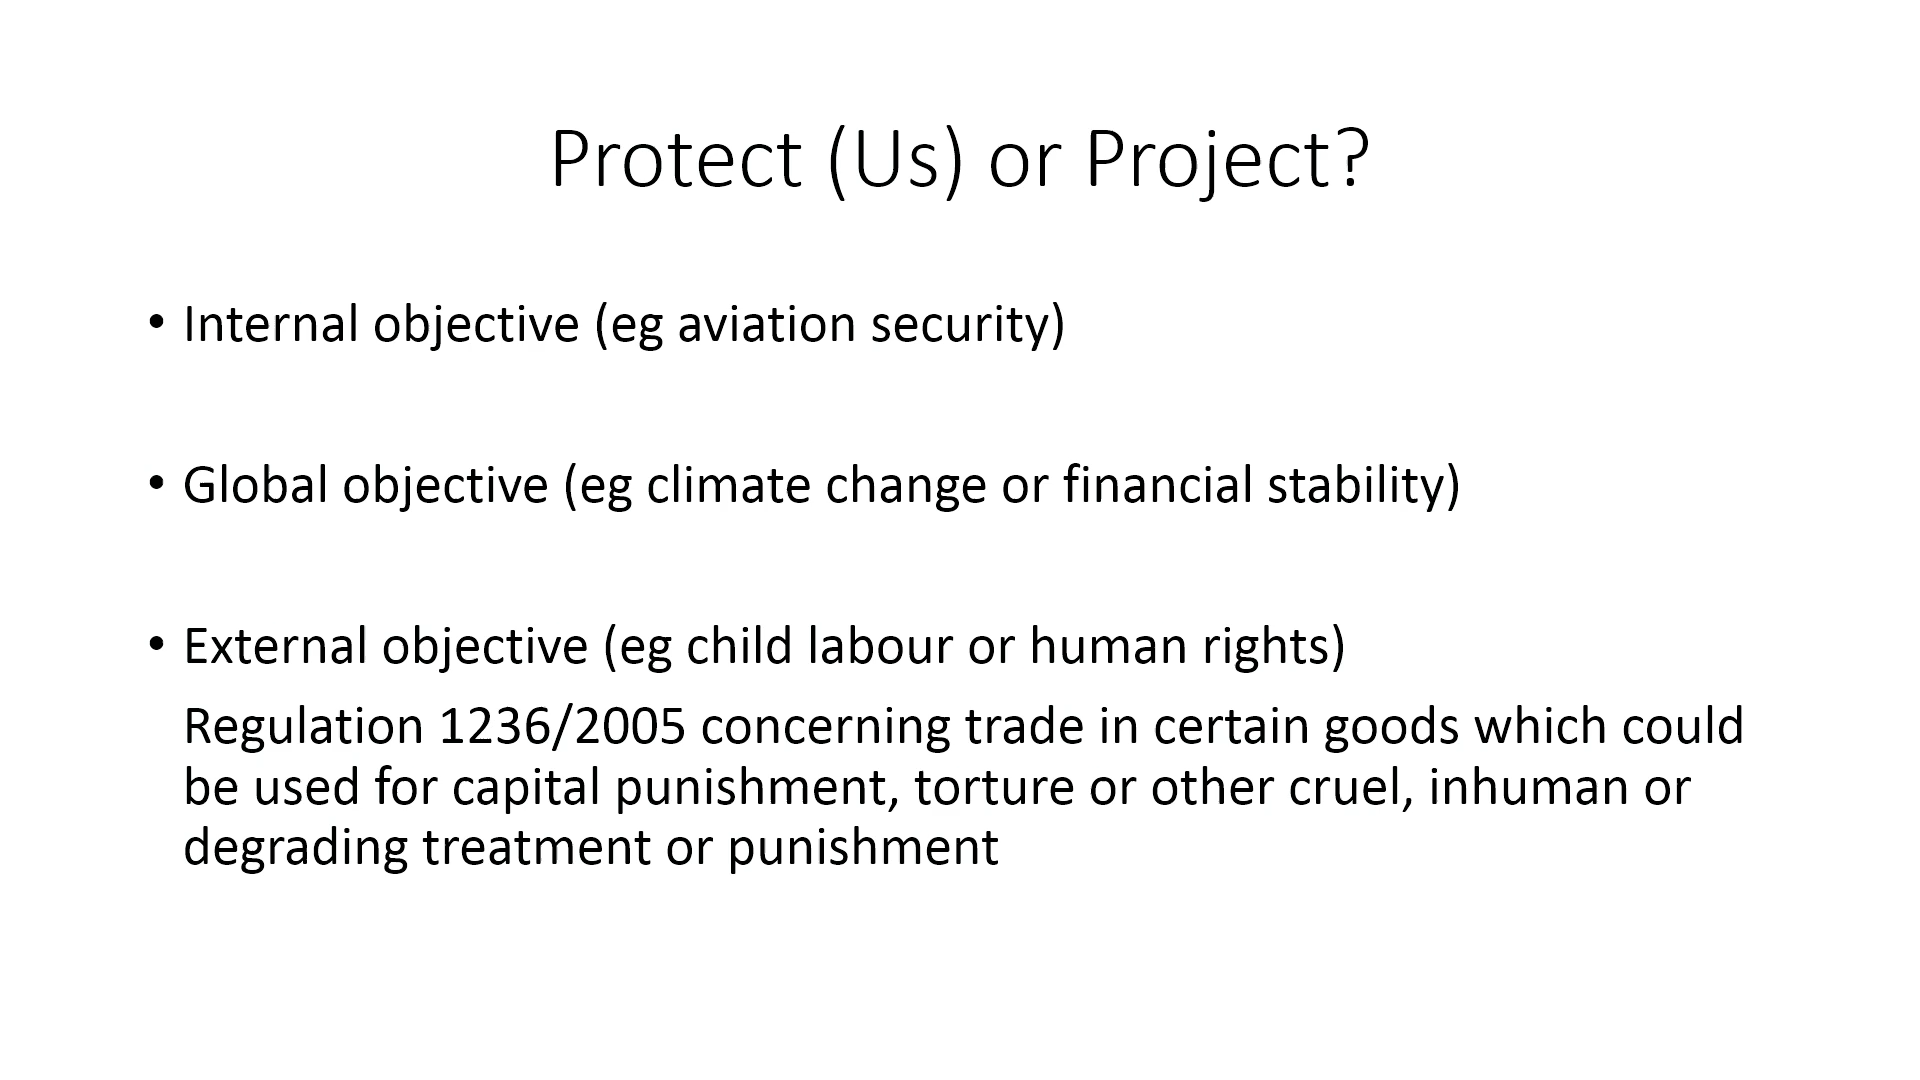 Protect (Us) or Project?
• Internal objective (eg aviation security)
• Global objective (eg climate change or financial stability)
• External objective (eg child labour or human rights)
Regulation 1236/2005 concerning trade in certain goods which could
be used for capital punishment, torture or other cruel, inhuman or
degrading treatment or punishment